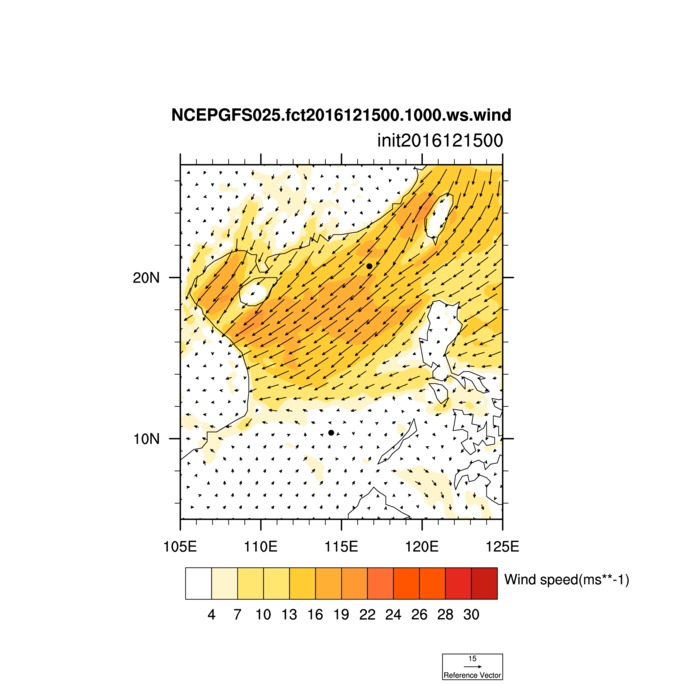 NCEPGFS025.fct2016121500.1000.ws.wind
init2016121500
20N
10N
105E 110E 115E 120E 125E
Wind speed(ms**-1)
4 7 10 13 16 19 22 24 26 28 30
15
Reference Vector